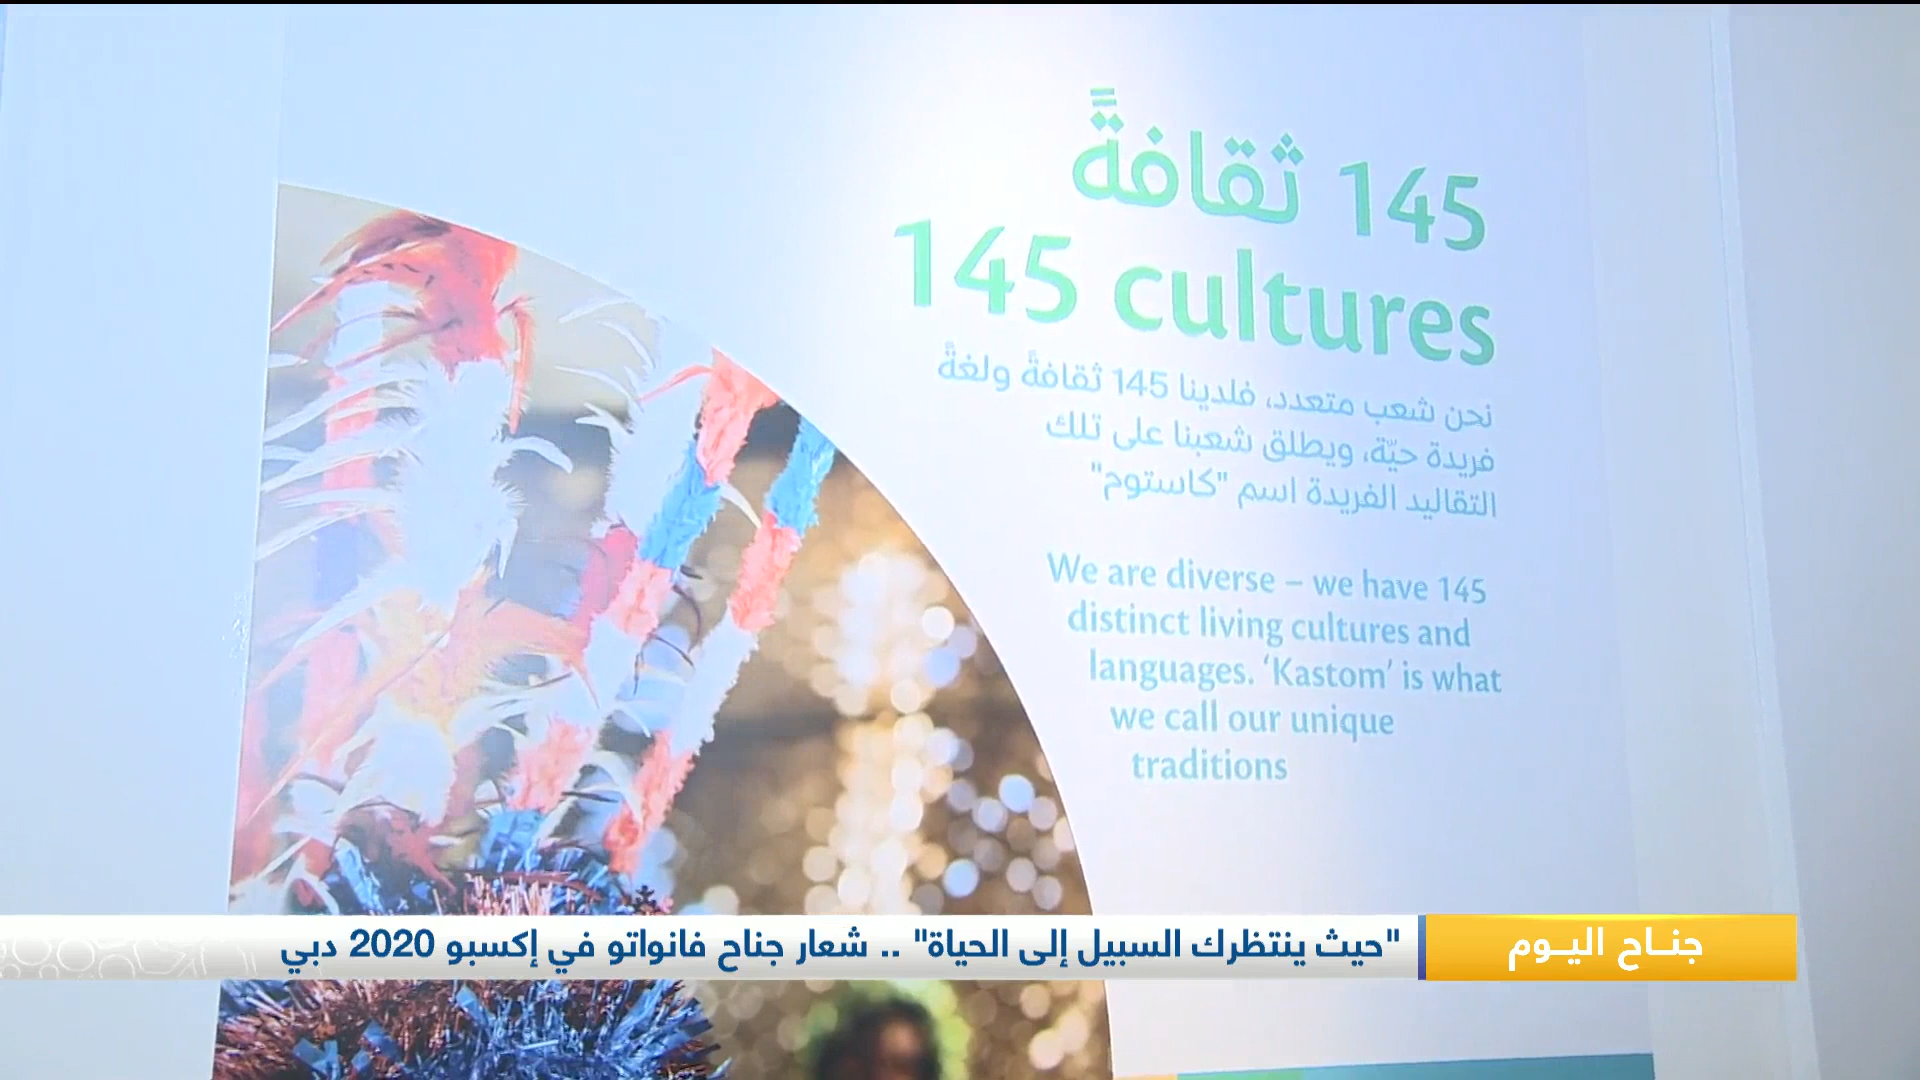 145 ثقافةً
145 cultures
نحن شعب متعدد، فلدينا 145 ثقافةً ولغةً
فريدة حيّة، ويطلق شعبنا على تلك
التقاليد الفريدة اسم "كاستوم"
We are diverse – we have 145
distinct living cultures and
languages. ‘Kastom’ is what
we call our unique
traditions
جناح اليوم
"حيث ينتظرك السبيل إلى الحياة" .. شعار جناح فانواتو في إكسبو 2020 دبي